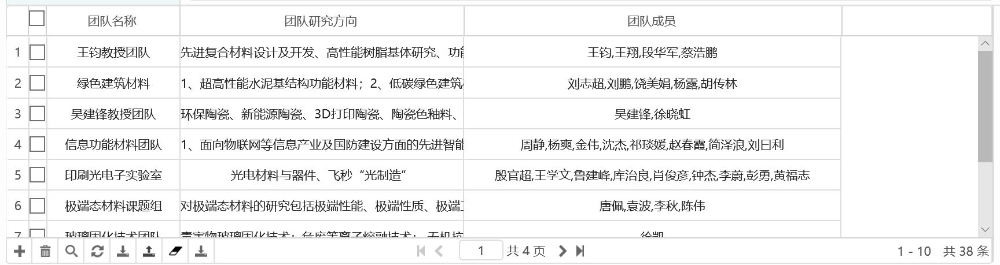 团队名称 团队研究方向 团队成员
1 王钧教授团队 先进复合材料设计及开发、高性能树脂基体研究、功能 王钧,王翔,段华军,蔡浩鹏
2 绿色建筑材料 1、超高性能水泥基结构功能材料；2、低碳绿色建筑材 刘志超,刘鹏,饶美娟,杨露,胡传林
3 吴建锋教授团队 环保陶瓷、新能源陶瓷、3D打印陶瓷、陶瓷色釉料、 吴建锋,徐晓虹
4 信息功能材料团队 1、面向物联网等信息产业及国防建设方面的先进智能 周静,杨爽,金伟,沈杰,祁琰媛,赵春霞,简泽浪,刘曰利
5 印刷光电子实验室 光电材料与器件、飞秒“光制造” 殷官超,王学文,鲁建峰,库治良,肖俊彦,钟杰,李蔚,彭勇,黄福志
6 极端态材料课题组 对极端态材料的研究包括极端性能、极端性质、极端工 唐佩,袁波,李秋,陈伟
7 玻璃固化技术团队 毒害物玻璃固化技术；危废等离子熔融技术； 无机抗 徐凯
1 共 4 页 1 - 10 共 38 条